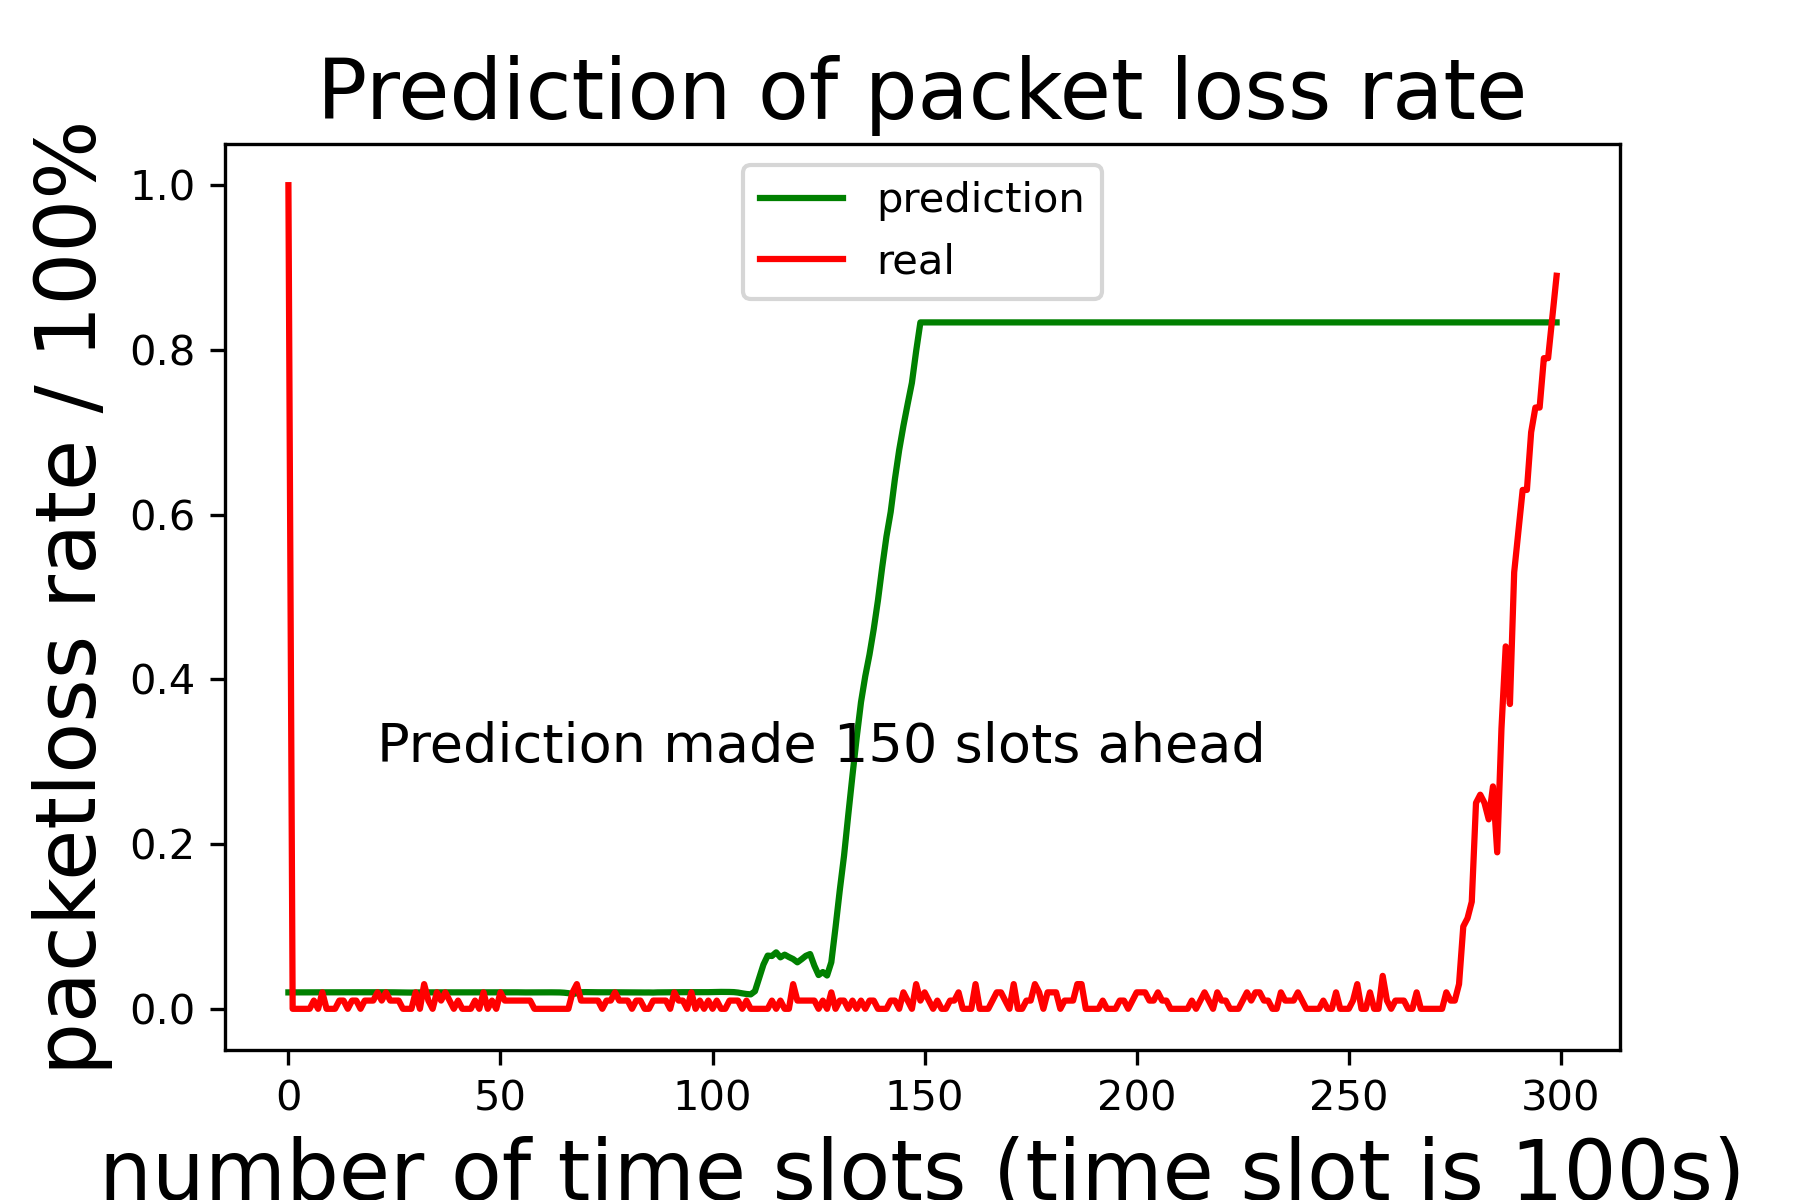 Prediction of packet loss rate
packetloss rate / 100%
1.0
0.8
0.6
0.4
0.2
0.0
prediction
real
Prediction made 150 slots ahead
0 50 100 150 200 250 300
number of time slots (time slot is 100s)